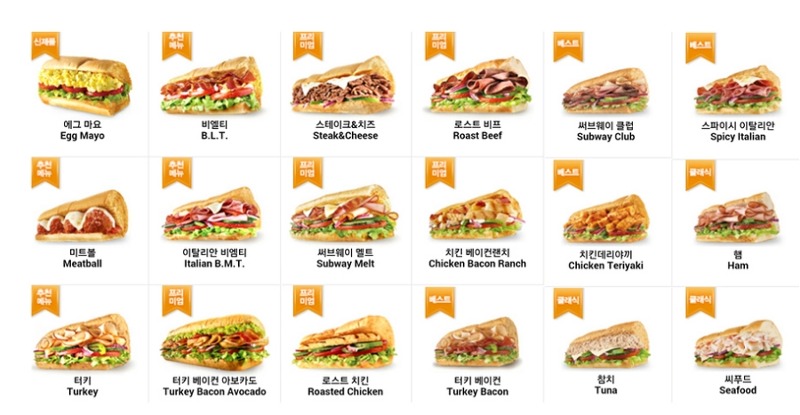 신제품
추천
메뉴
프리
미엄
프리
미엄
베스트
베스트
에그 마요
Egg Mayo
비엘티
B.L.T.
스테이크&치즈
Steak&Cheese
로스트 비프
Roast Beef
써브웨이 클럽
Subway Club
스파이시 이탈리안
Spicy Italian
추천
메뉴
추천
메뉴
프리
미엄
프리
미엄
베스트
클래식
미트볼
Meatball
이탈리안 비엠티
Italian B.M.T.
써브웨이 멜트
Subway Melt
치킨 베이컨랜치
Chicken Bacon Ranch
치킨데리야끼
Chicken Teriyaki
햄
Ham
추천
메뉴
프리
미엄
프리
미엄
베스트
클래식
클래식
터키
Turkey
터키 베이컨 아보카도
Turkey Bacon Avocado
로스트 치킨
Roasted Chicken
터키 베이컨
Turkey Bacon
참치
Tuna
씨푸드
Seafood